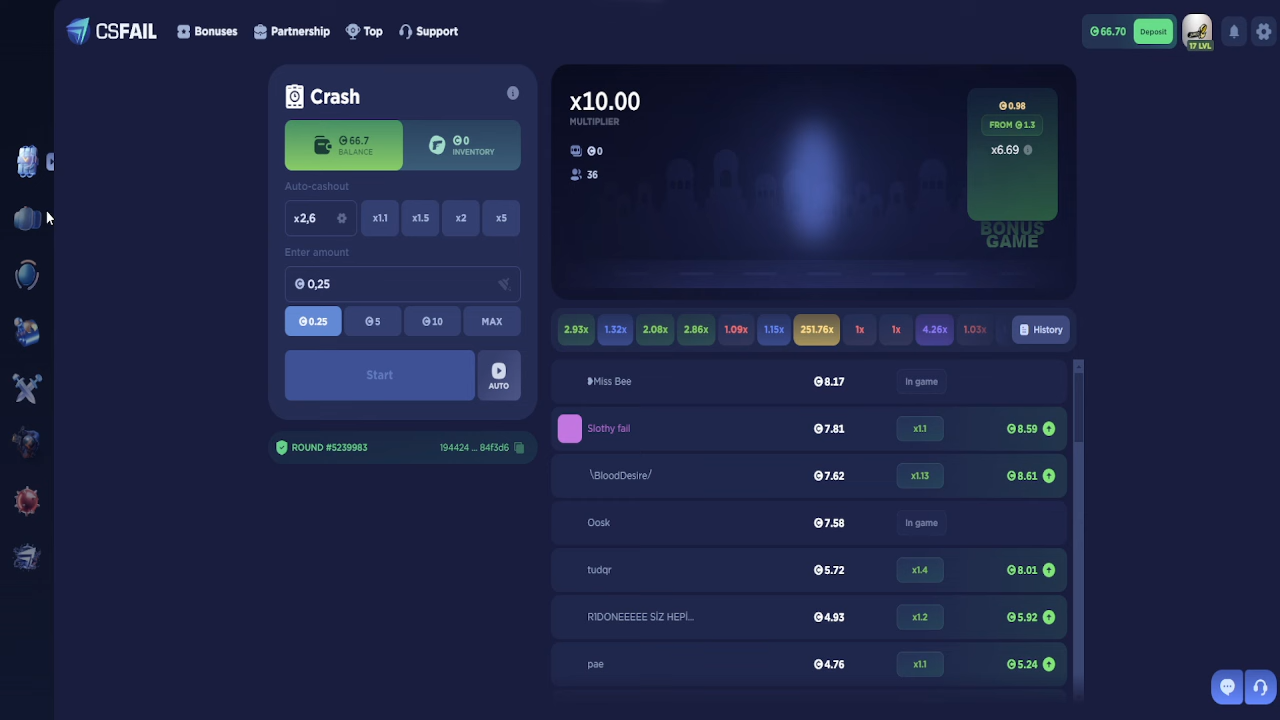 CSFAIL
Bonuses
Partnership
Top
Support
66.70
Deposit
17 LVL
Crash
66.7
BALANCE
0
INVENTORY
Auto-cashout
x2,6
x1.1
x1.5
x2
x5
Enter amount
0,25
0.25
5
10
MAX
Start
AUTO
ROUND #5239983
194424 ... 84f3d6
x10.00
MULTIPLIER
0
36
0.98
FROM 1.3
x6.69
BONUS
GAME
2.93x
1.32x
2.08x
2.86x
1.09x
1.15x
251.76x
1x
1x
4.26x
1.03x
History
❥Miss Bee 8.17 In game
Slothy fail 7.81 x1.1 8.59
\BloodDesire/ 7.62 x1.13 8.61
Oosk 7.58 In game
tudqr 5.72 x1.4 8.01
R1DONEEEEE SİZ HEPİ... 4.93 x1.2 5.92
pae 4.76 x1.1 5.24